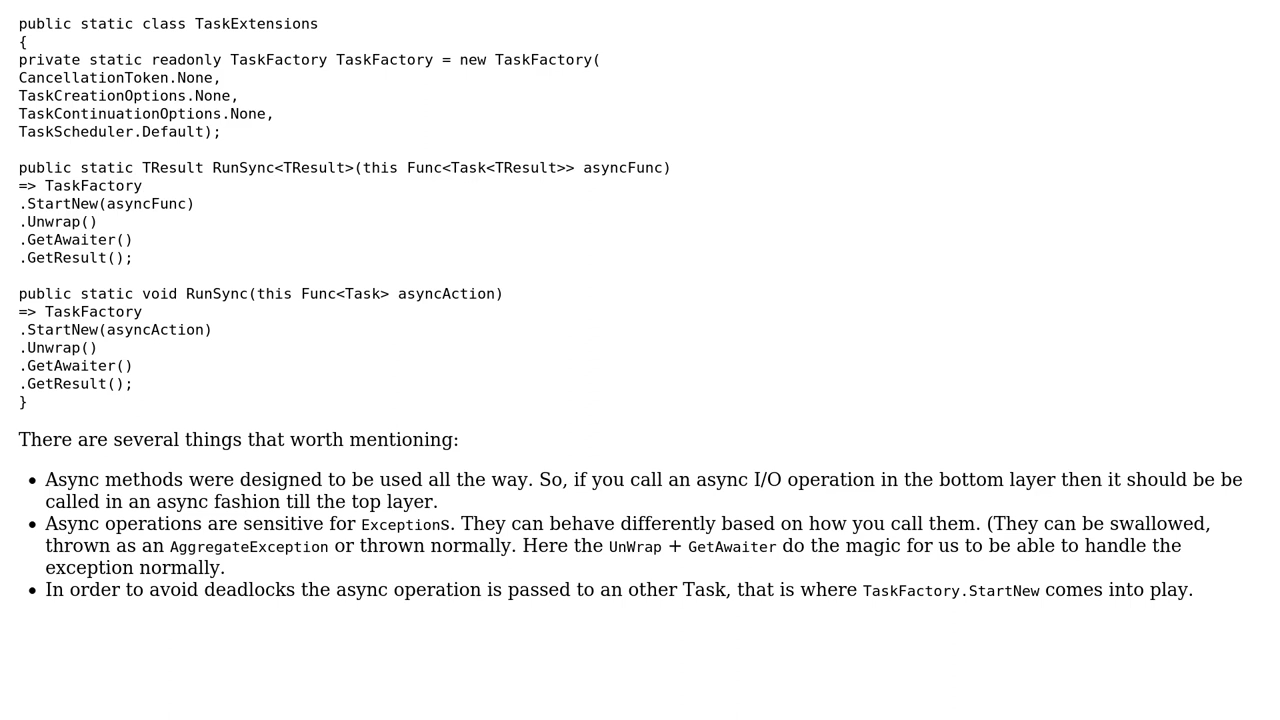 public static class TaskExtensions
{
private static readonly TaskFactory TaskFactory = new TaskFactory(
CancellationToken.None,
TaskCreationOptions.None,
TaskContinuationOptions.None,
TaskScheduler.Default);

public static TResult RunSync<TResult>(this Func<Task<TResult>> asyncFunc)
=> TaskFactory
.StartNew(asyncFunc)
.Unwrap()
.GetAwaiter()
.GetResult();

public static void RunSync(this Func<Task> asyncAction)
=> TaskFactory
.StartNew(asyncAction)
.Unwrap()
.GetAwaiter()
.GetResult();
}
There are several things that worth mentioning:
• Async methods were designed to be used all the way. So, if you call an async I/O operation in the bottom layer then it should be be
called in an async fashion till the top layer.
• Async operations are sensitive for Exceptions. They can behave differently based on how you call them. (They can be swallowed,
thrown as an AggregateException or thrown normally. Here the UnWrap + GetAwaiter do the magic for us to be able to handle the
exception normally.
• In order to avoid deadlocks the async operation is passed to an other Task, that is where TaskFactory.StartNew comes into play.